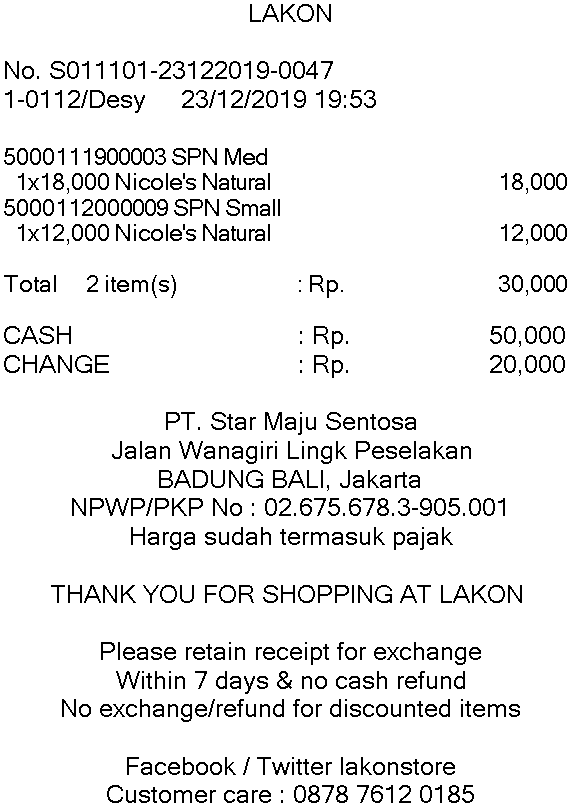 LAKON
No. S011101-23122019-0047
1-0112/Desy 23/12/2019 19:53
5000111900003 SPN Med
1x18,000 Nicole's Natural 18,000
5000112000009 SPN Small
1x12,000 Nicole's Natural 12,000
Total 2 item(s) : Rp. 30,000
CASH : Rp. 50,000
CHANGE : Rp. 20,000
PT. Star Maju Sentosa
Jalan Wanagiri Lingk Peselakan
BADUNG BALI, Jakarta
NPWP/PKP No : 02.675.678.3-905.001
Harga sudah termasuk pajak
THANK YOU FOR SHOPPING AT LAKON
Please retain receipt for exchange
Within 7 days & no cash refund
No exchange/refund for discounted items
Facebook / Twitter lakonstore
Customer care : 0878 7612 0185